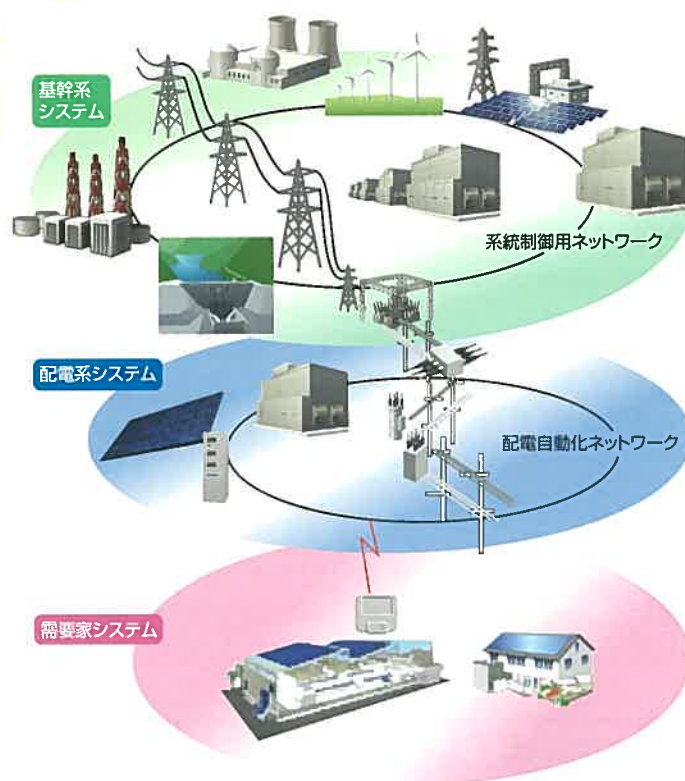 基幹系
システム
系統制御用ネットワーク
配電系システム
配電自動化ネットワーク
需要家システム